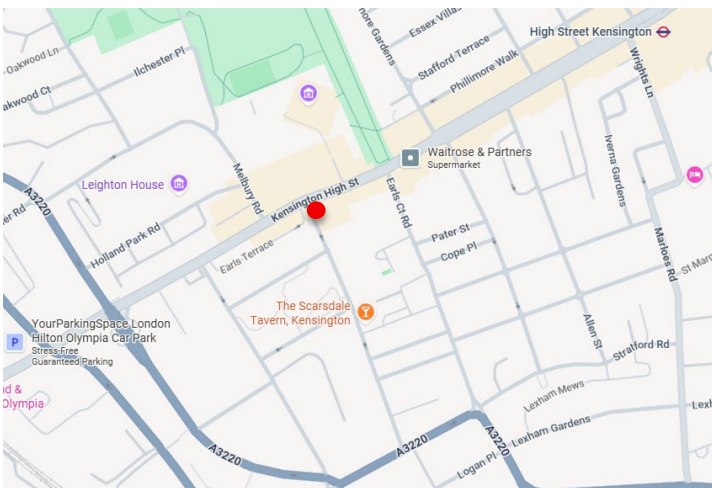 Oakwood Ln
akwood Ct
Ilchester Pl
more Gardens
Essex Villas
Stafford Terrace
Phillimore Walk
High Street Kensington
Wrights Ln
Waitrose & Partners
Supermarket
Iverna Gardens
A3220
Leighton House
Melbury Rd
Kensington High St
Earls Ct Rd
er Rd
Holland Park Rd
Earls Terrace
Pater St
Cope Pl
Marloes Rd
St Mar
The Scarsdale
Tavern, Kensington
P
YourParkingSpace London
Hilton Olympia Car Park
Stress Free
Guaranteed Parking
Allen St
Stratford Rd
nd &
Olympia
Lexham Mews
Lexh
A3220
A3220
A3220
Lexham Gardens
Logan Pl